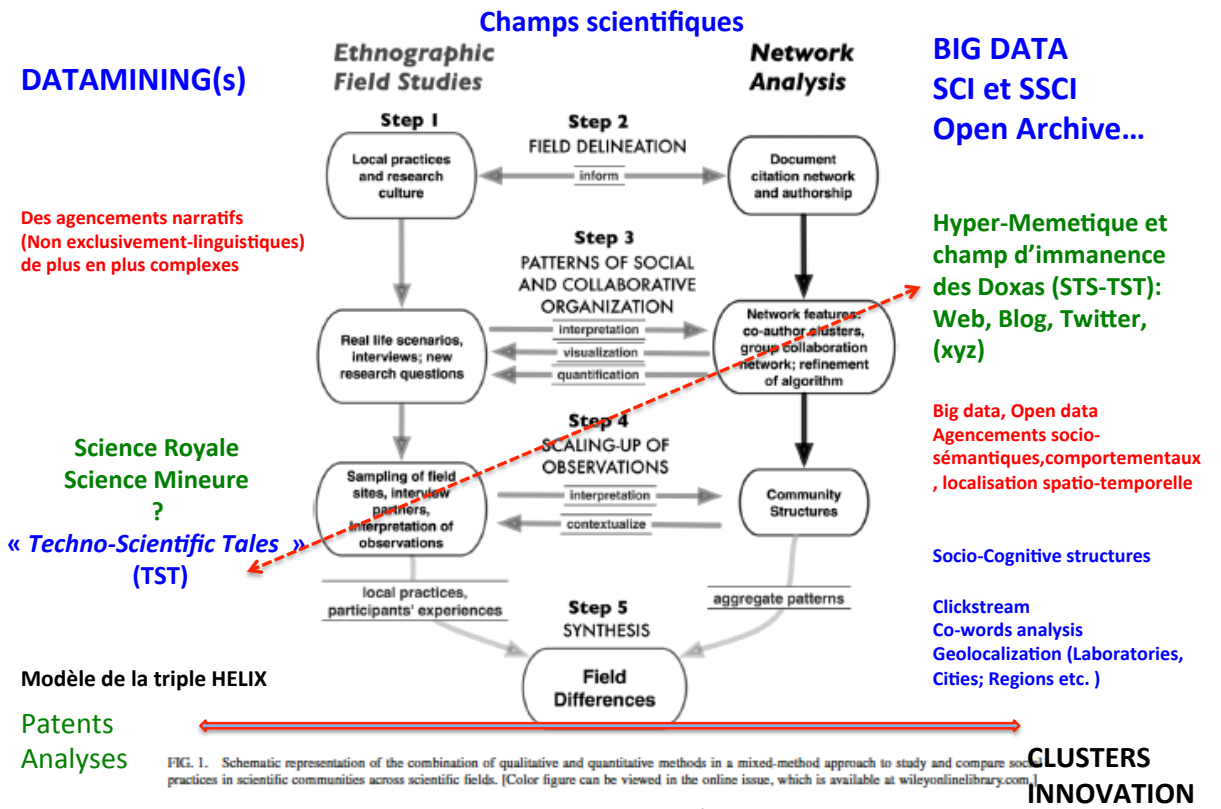 Champs scientifiques
DATAMINING(s)
Ethnographic
Field Studies
Network
Analysis
BIG DATA
SCI et SSCI
Open Archive…
Step 1
Step 2
FIELD DELINEATION
Local practices
and research
culture
inform
Document
citation network
and authorship
Des agencements narratifs
(Non exclusivement-linguistiques)
de plus en plus complexes
Hyper-Memetique et
champ d’immanence
des Doxas (STS-TST):
Web, Blog, Twitter,
(xyz)
Step 3
PATTERNS OF SOCIAL
AND COLLABORATIVE
ORGANIZATION
Real life scenarios,
interviews; new
research questions
interpretation
visualization
quantification
Network features:
co-author clusters,
group collaboration
network; refinement
of algorithm
Big data, Open data
Agencements socio-
sémantiques,comportementaux
, localisation spatio-temporelle
Science Royale
Science Mineure
?
« Techno-Scientific Tales »
(TST)
Step 4
SCALING-UP OF
OBSERVATIONS
Sampling of field
sites, interview
partners,
interpretation of
observations
interpretation
contextualize
Community
Structures
Socio-Cognitive structures
local practices,
participants' experiences
aggregate patterns
Clickstream
Co-words analysis
Geolocalization (Laboratories,
Cities; Regions etc. )
Step 5
SYNTHESIS
Field
Differences
Modèle de la triple HELIX
Patents
Analyses
CLUSTERS
INNOVATION
FIG. 1. Schematic representation of the combination of qualitative and quantitative methods in a mixed-method approach to study and compare social
practices in scientific communities across scientific fields. [Color figure can be viewed in the online issue, which is available at wileyonlinelibrary.com.]